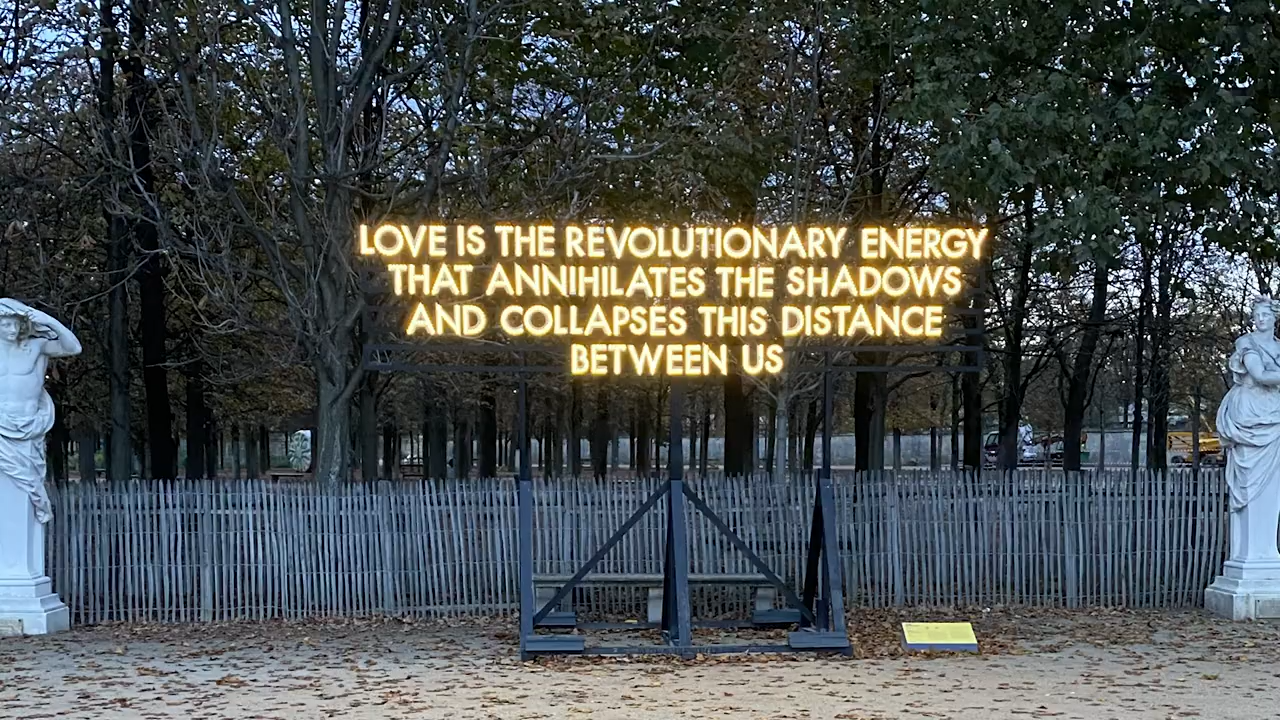 LOVE IS THE REVOLUTIONARY ENERGY
THAT ANNIHILATES THE SHADOWS
AND COLLAPSES THIS DISTANCE
BETWEEN US